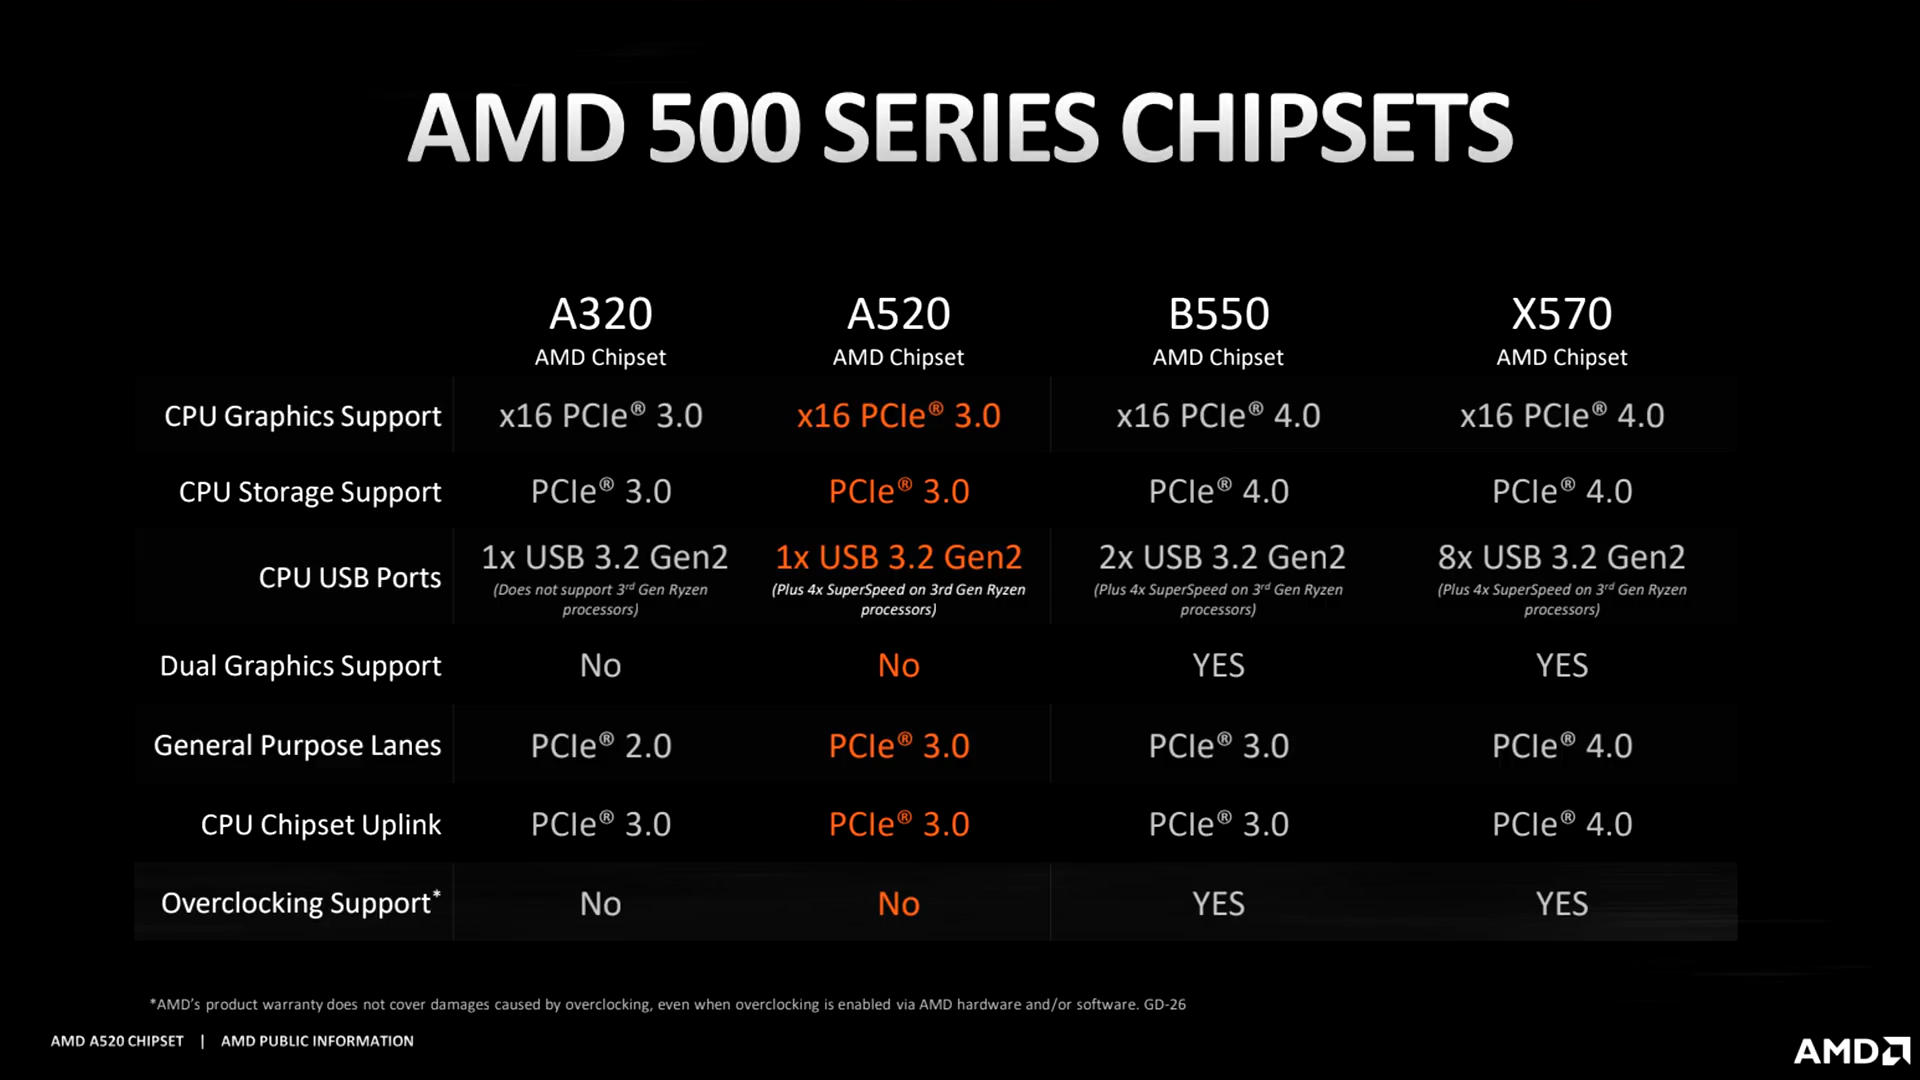 AMD 500 SERIES CHIPSETS
A320 A520 B550 X570
AMD Chipset AMD Chipset AMD Chipset AMD Chipset
CPU Graphics Support x16 PCIe® 3.0 x16 PCIe® 3.0 x16 PCIe® 4.0 x16 PCIe® 4.0
CPU Storage Support PCIe® 3.0 PCIe® 3.0 PCIe® 4.0 PCIe® 4.0
CPU USB Ports 1x USB 3.2 Gen2 1x USB 3.2 Gen2 2x USB 3.2 Gen2 8x USB 3.2 Gen2
(Does not support 3rd Gen Ryzen (Plus 4x SuperSpeed on 3rd Gen Ryzen (Plus 4x SuperSpeed on 3rd Gen Ryzen (Plus 4x SuperSpeed on 3rd Gen Ryzen
processors) processors) processors) processors)
Dual Graphics Support No No YES YES
General Purpose Lanes PCIe® 2.0 PCIe® 3.0 PCIe® 3.0 PCIe® 4.0
CPU Chipset Uplink PCIe® 3.0 PCIe® 3.0 PCIe® 3.0 PCIe® 4.0
Overclocking Support* No No YES YES
*AMD's product warranty does not cover damages caused by overclocking, even when overclocking is enabled via AMD hardware and/or software. GD-26
AMD A520 CHIPSET | AMD PUBLIC INFORMATION
AMD